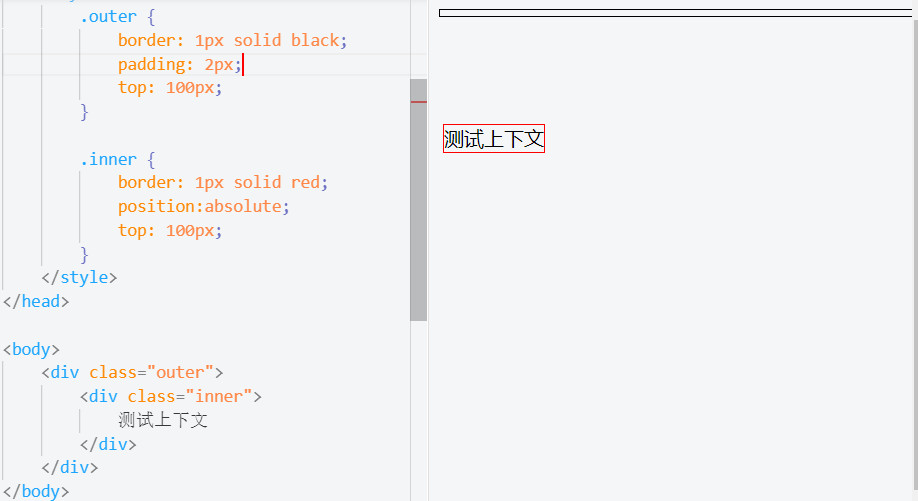 .outer {
border: 1px solid black;
padding: 2px;
top: 100px;
}
.inner {
border: 1px solid red;
position:absolute;
top: 100px;
}
</style>
</head>
<body>
<div class="outer">
<div class="inner">
测试上下文
</div>
</div>
</body>
测试上下文